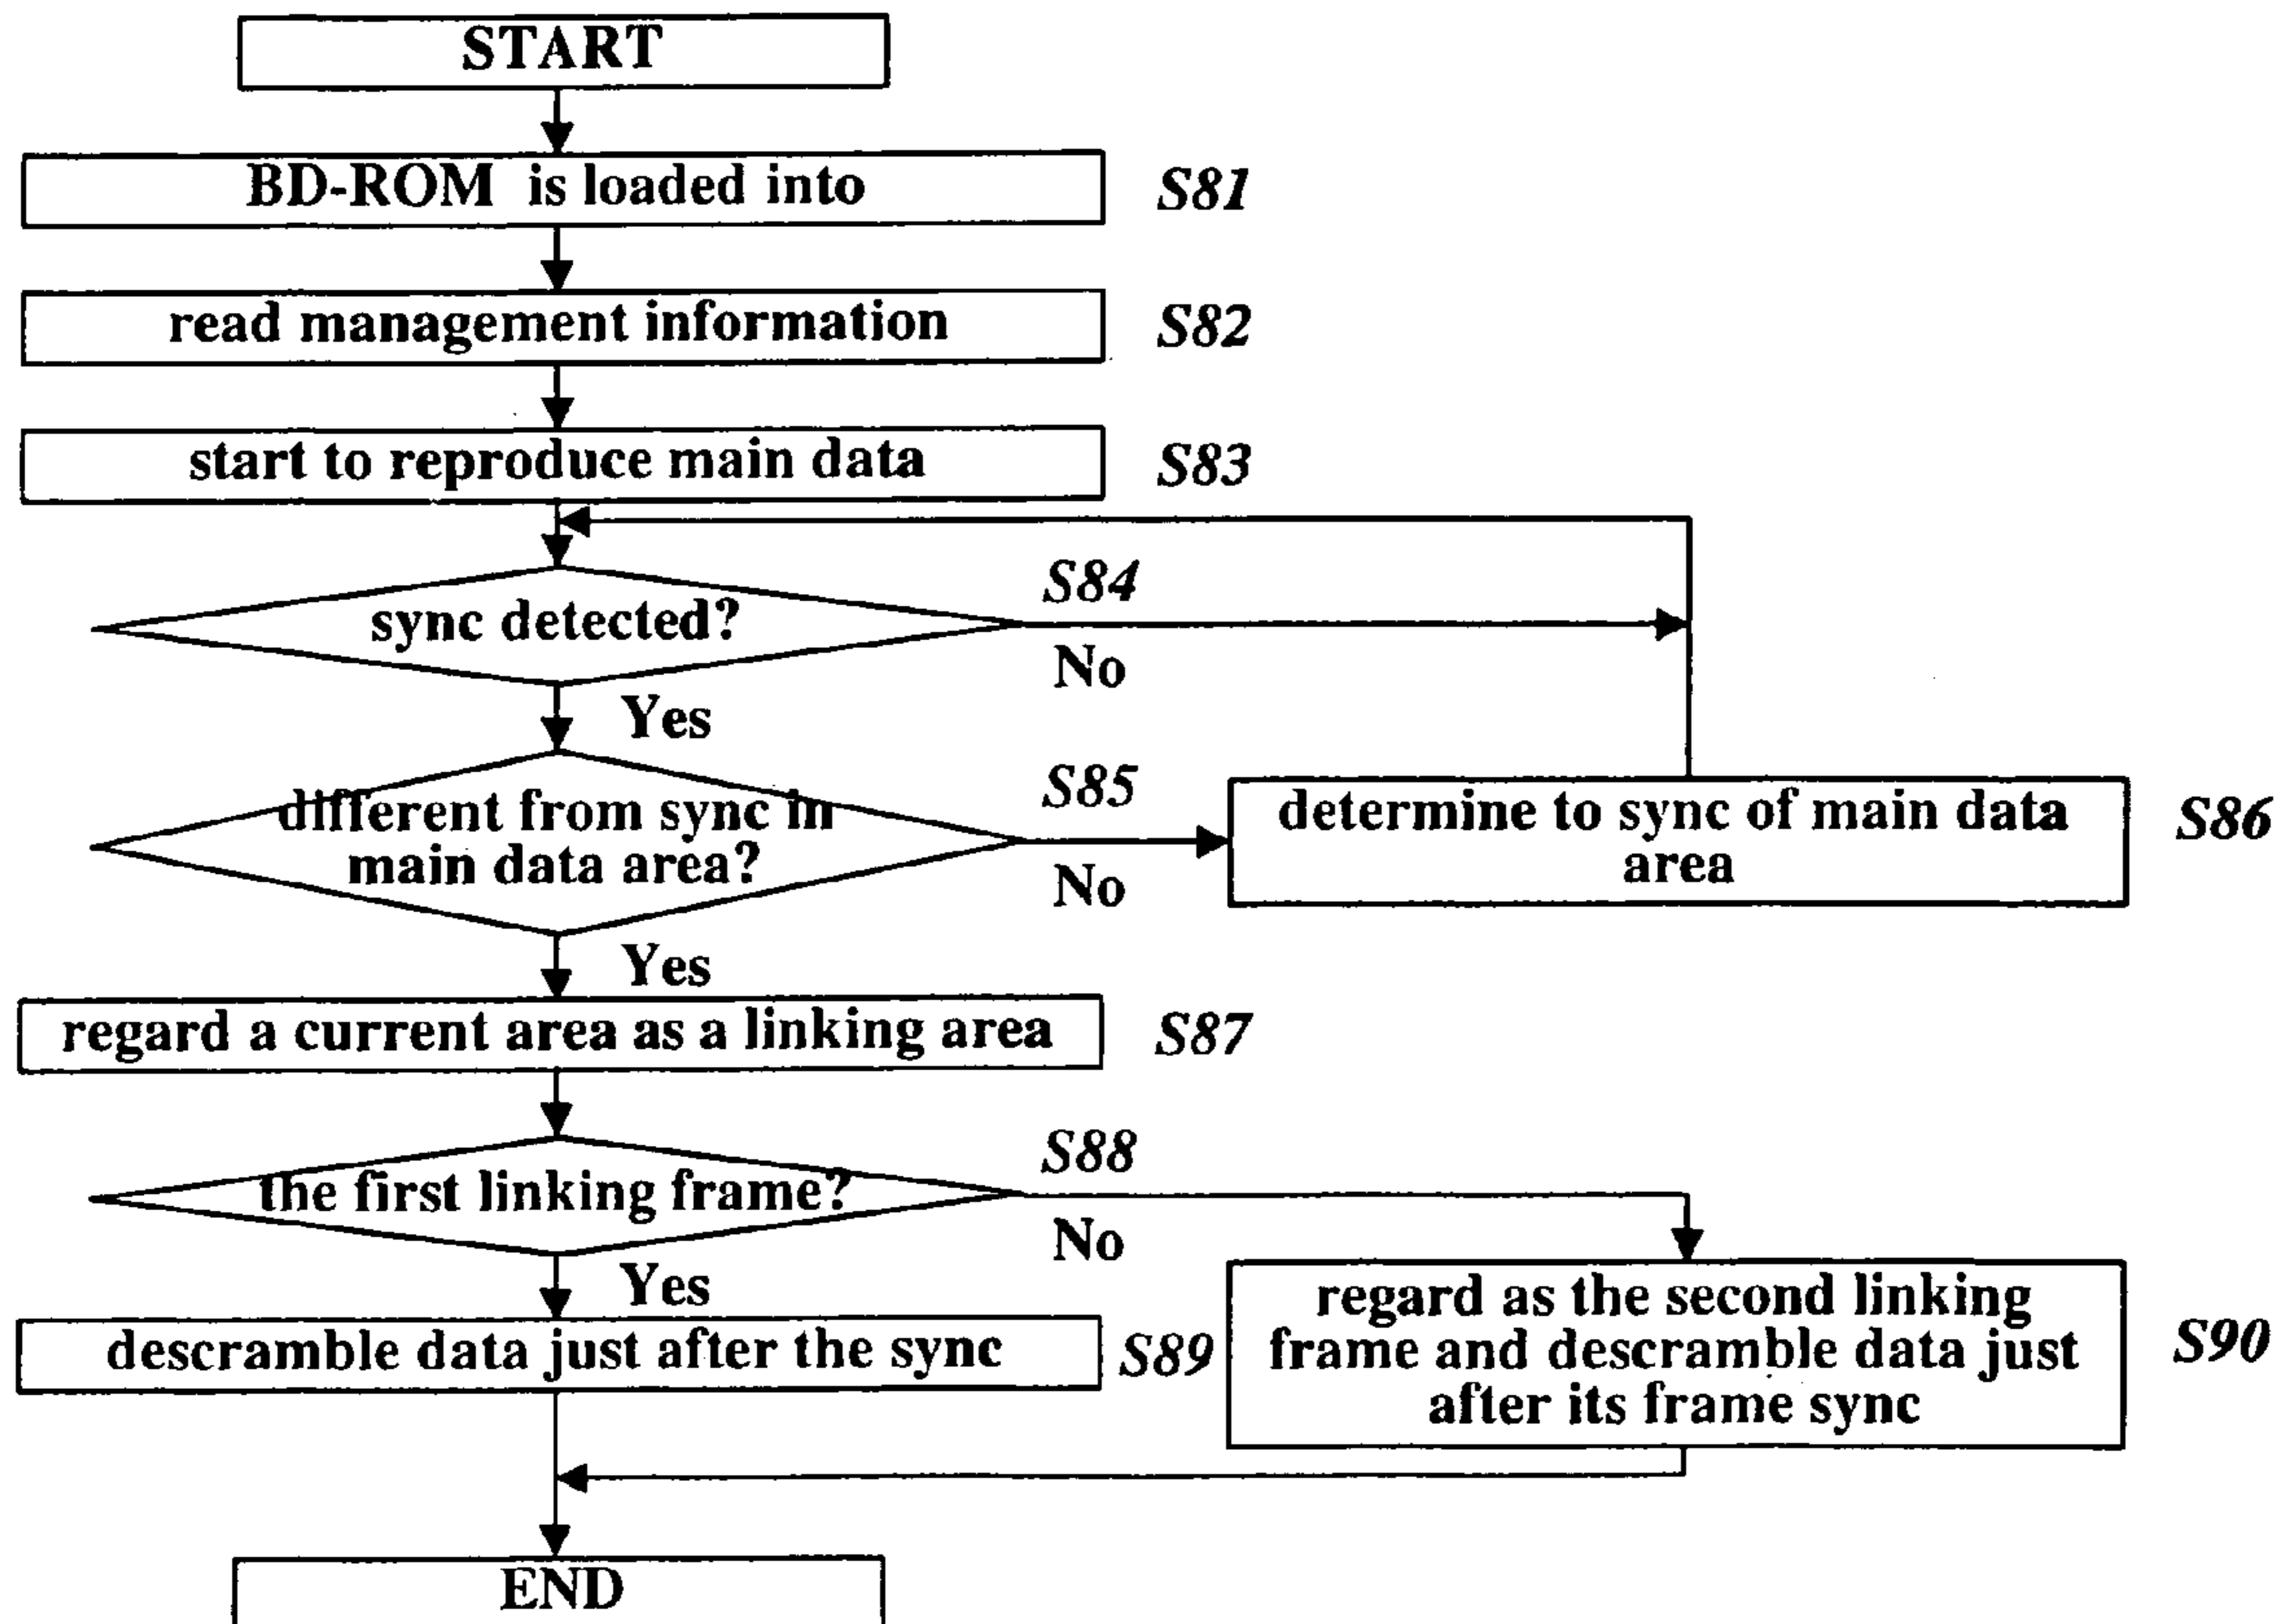 START
BD-ROM is loaded into
S81
read management information
S82
start to reproduce main data
S83
sync detected?
S84
No
Yes
different from sync in
main data area?
S85
No
determine to sync of main data
area
S86
Yes
regard a current area as a linking area
S87
the first linking frame?
S88
No
Yes
descramble data just after the sync
S89
regard as the second linking
frame and descramble data just
after its frame sync
S90
END